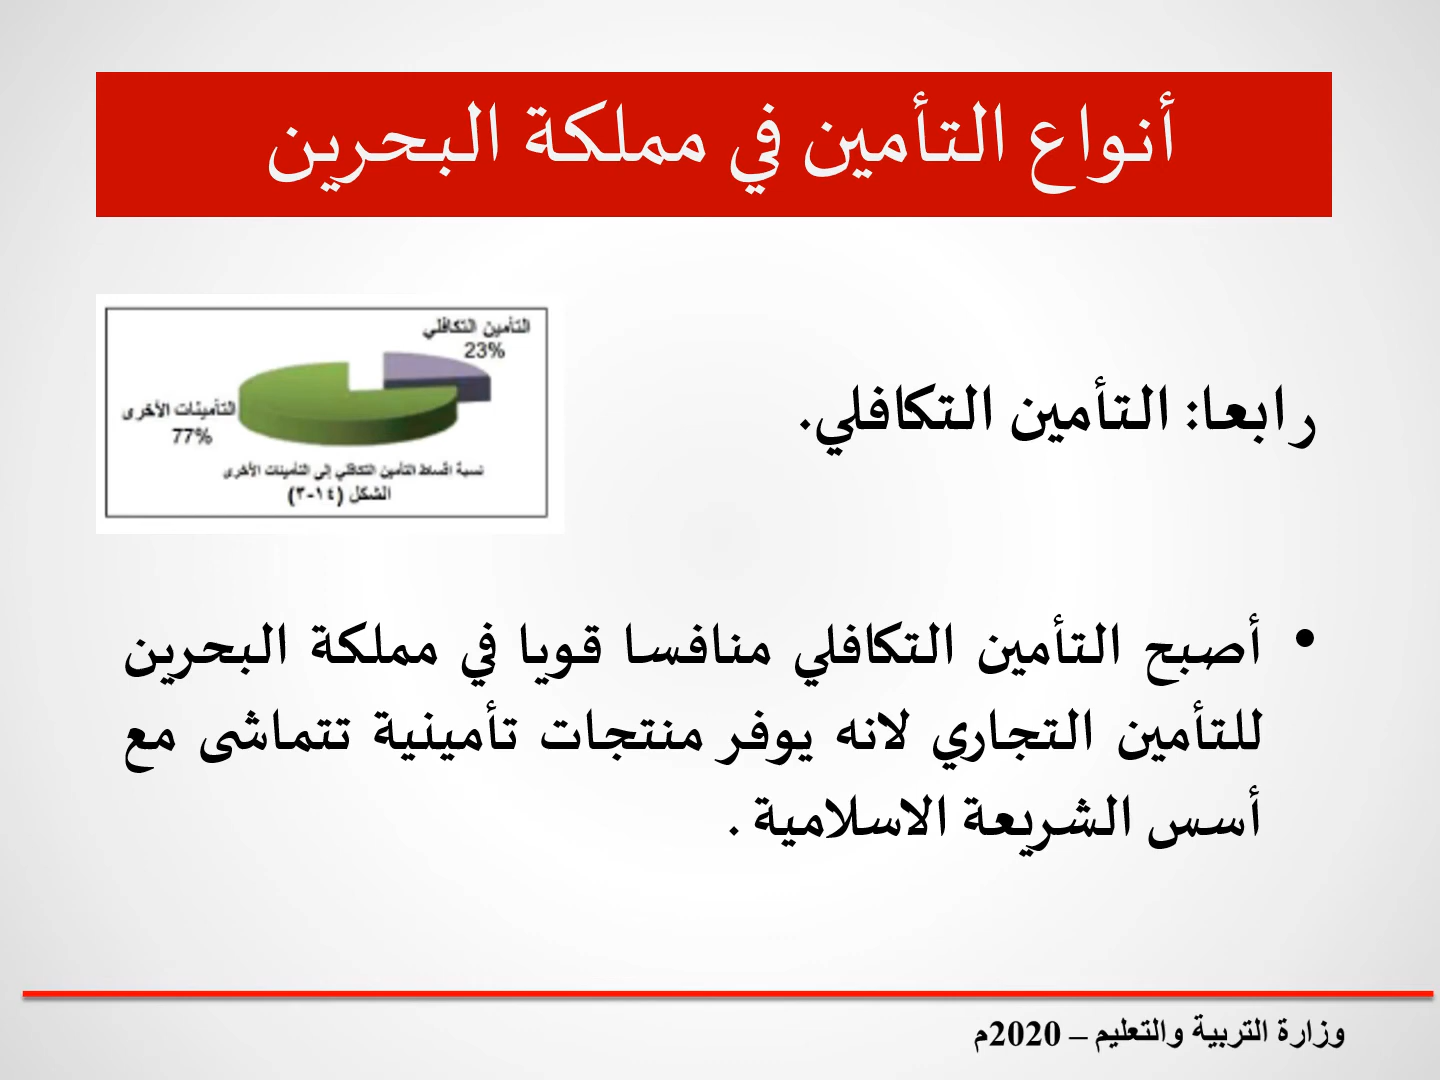 أنواع التأمين في مملكة البحرين
رابعا: التأمين التكافلي.
التأمين التكافلي
23%
التأمينات الأخرى
77%
نسبة اقساط التأمين التكافلي إلى التأمينات الأخرى
الشكل (١٤-٣)
• أصبح التأمين التكافلي منافسا قويا في مملكة البحرين
للتأمين التجاري لانه يوفر منتجات تأمينية تتماشى مع
أسس الشريعة الاسلامية .
وزارة التربية والتعليم – 2020م